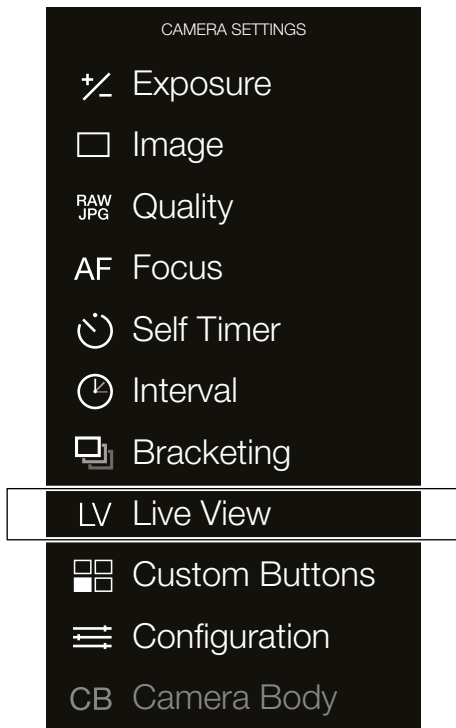 CAMERA SETTINGS
+/- Exposure
Image
RAW JPG Quality
AF Focus
Self Timer
Interval
Bracketing
LV Live View
Custom Buttons
Configuration
CB Camera Body